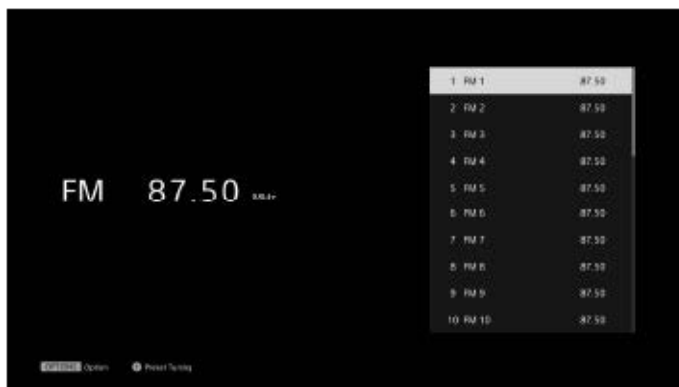 1 FM 1 87.50
2 FM 2 87.50
3 FM 3 87.50
4 FM 4 87.50
5 FM 5 87.50
6 FM 6 87.50
7 FM 7 87.50
8 FM 8 87.50
9 FM 9 87.50
10 FM 10 87.50
FM 87.50 MHz
OPTIONS Option Preset Tuning